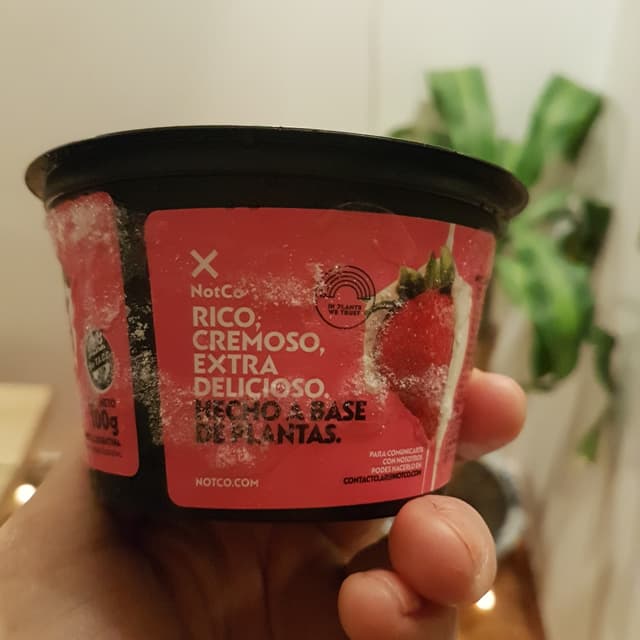 NotCo
RICO,
CREMOSO,
EXTRA
DELICIOSO.
HECHO A BASE
DE PLANTAS.
NOTCO.COM
IN PLANTS
WE TRUST
PARA COMUNICARTE
CON NOSOTROS
PODES HACERLO EN
100g